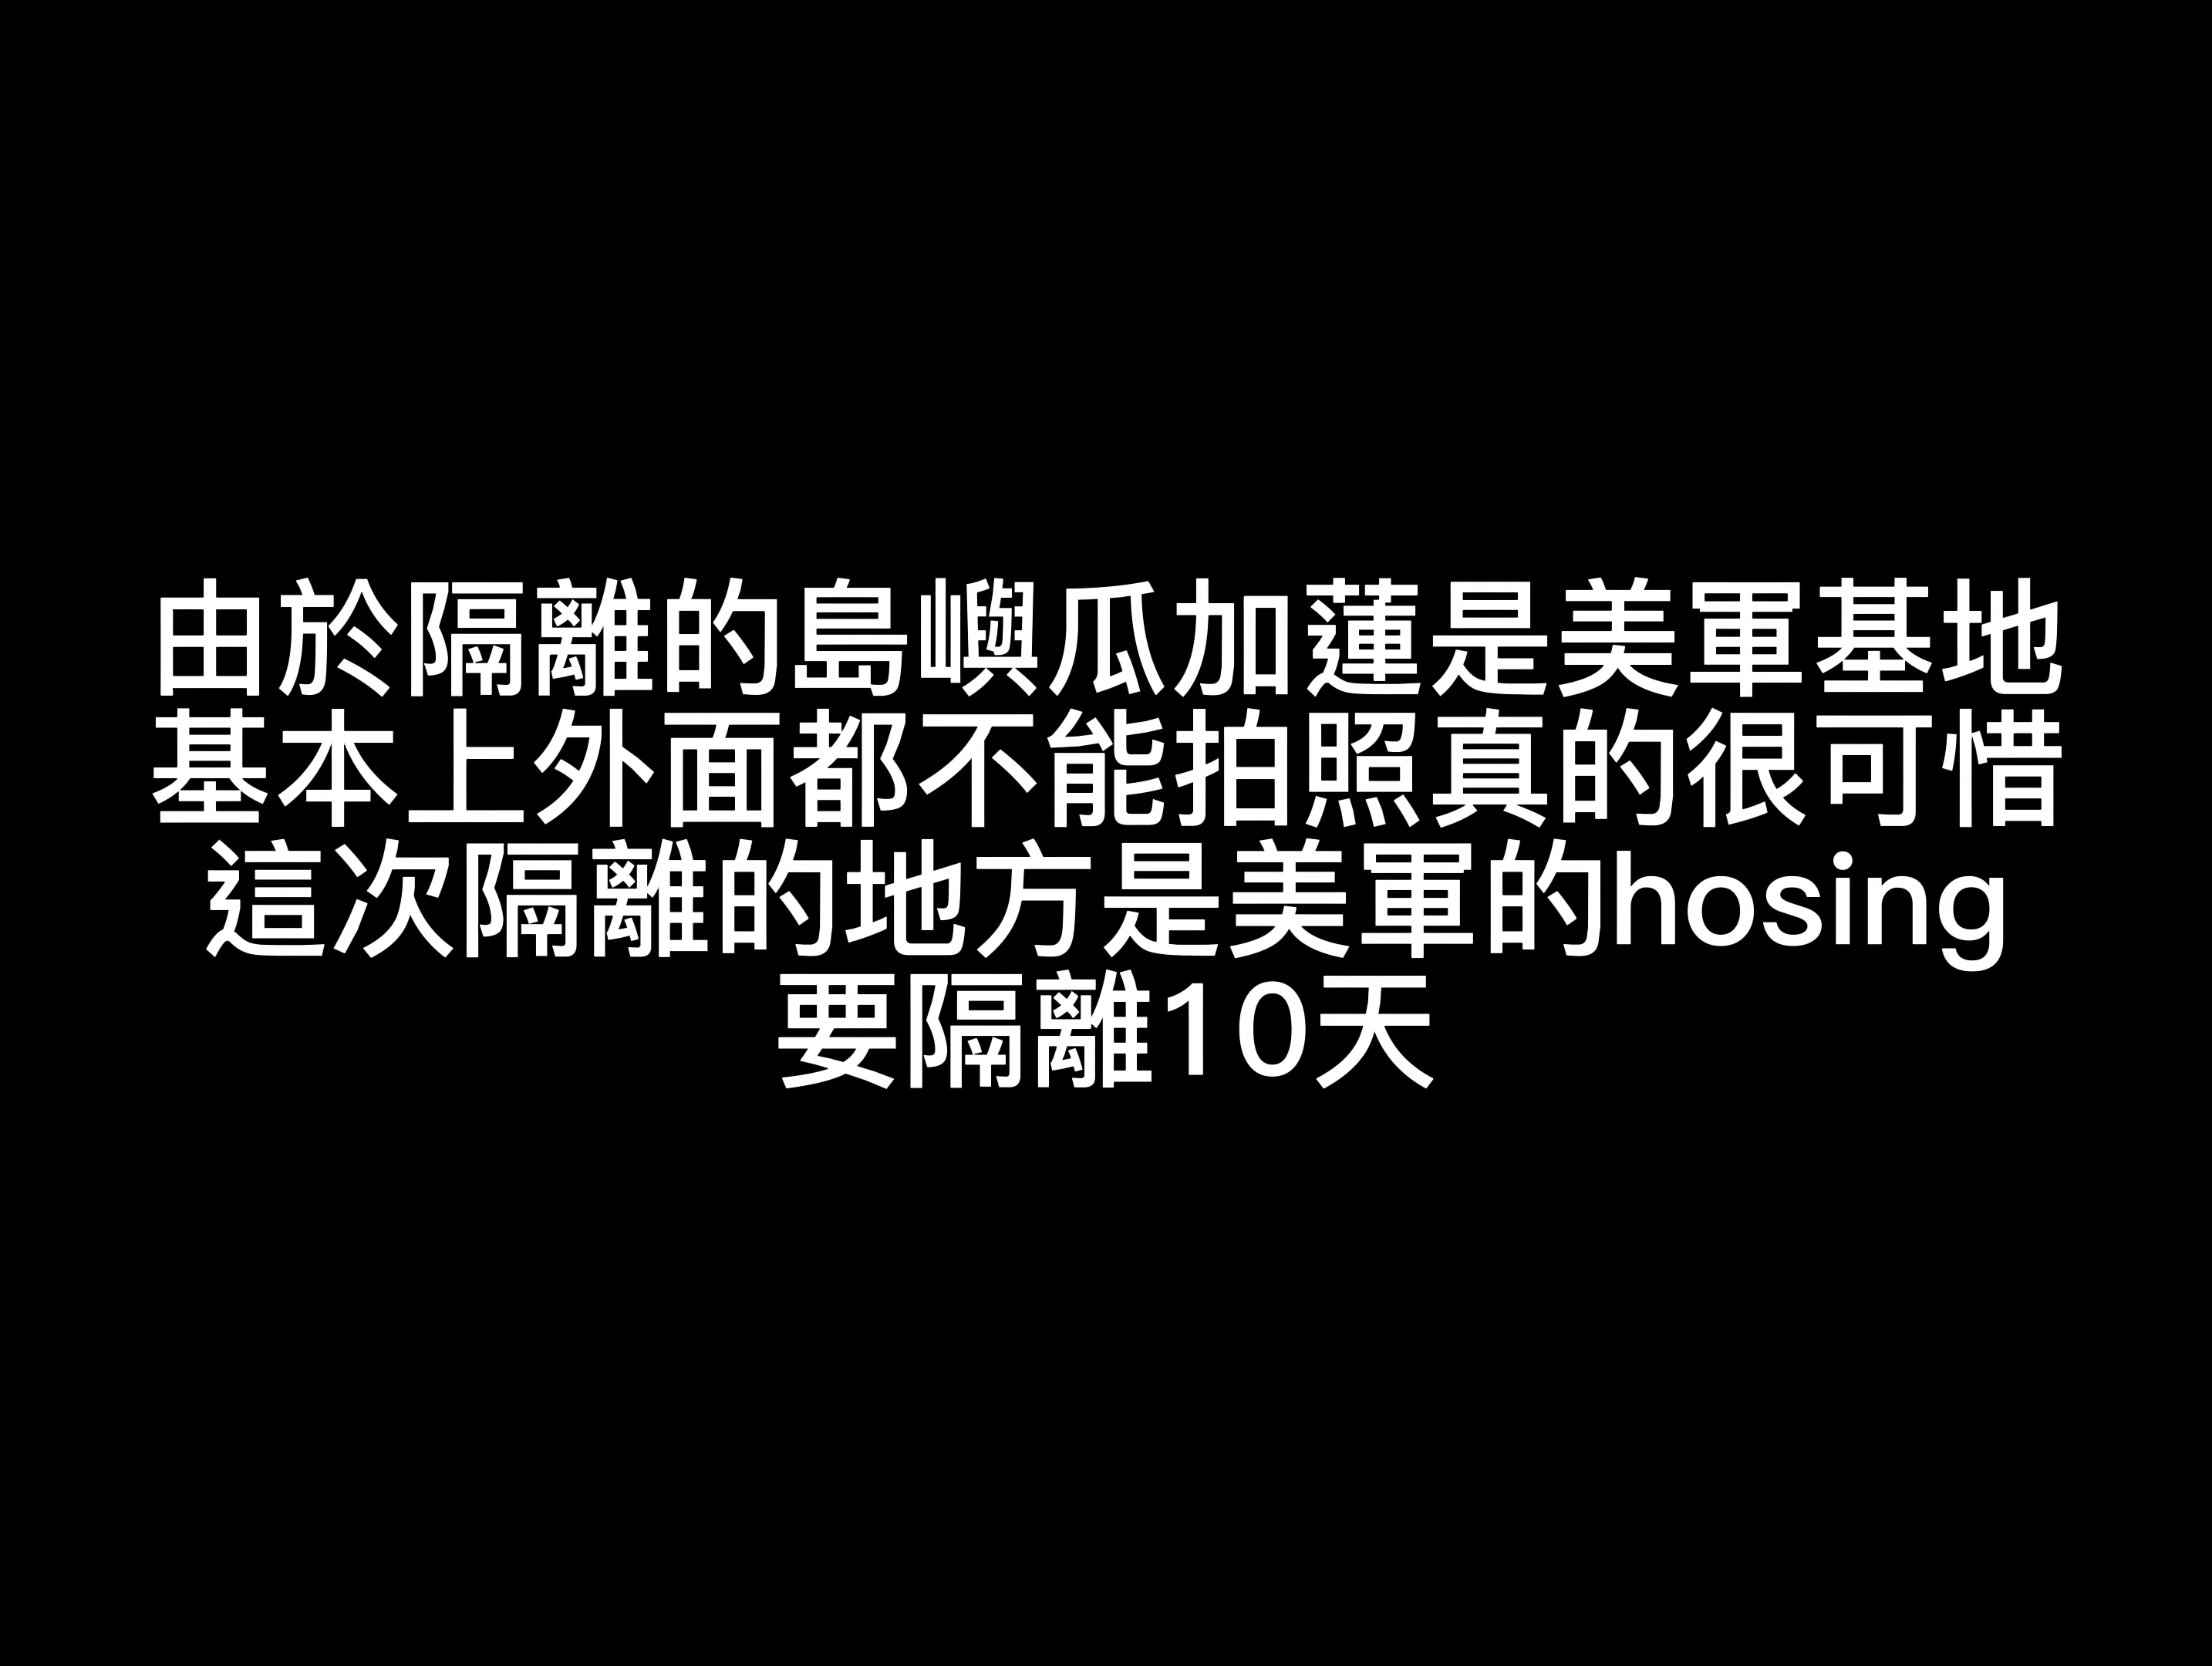 由於隔離的島嶼瓜加蓮是美軍基地
基本上外面都不能拍照真的很可惜
這次隔離的地方是美軍的hosing
要隔離10天